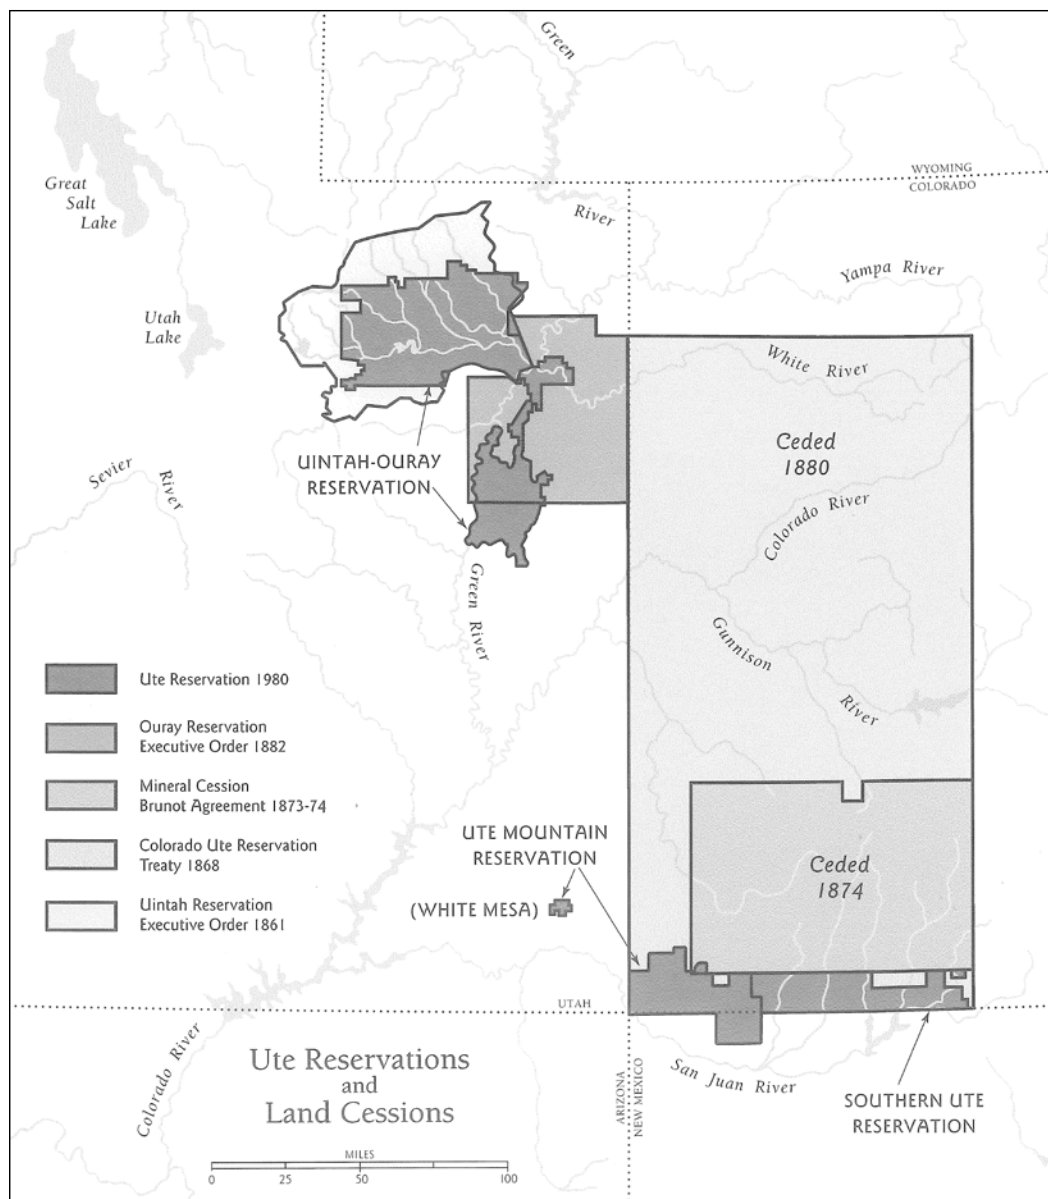 Green
River
WYOMING
COLORADO
Great
Salt
Lake
Yampa River
Utah
Lake
White River
Ceded
1880
Sevier
River
UINTAH-OURAY
RESERVATION
Colorado River
Green River
Gunnison
River
Ute Reservation 1980
Ouray Reservation
Executive Order 1882
Mineral Cession
Brunot Agreement 1873-74
Colorado Ute Reservation
Treaty 1868
Uintah Reservation
Executive Order 1861
UTE MOUNTAIN
RESERVATION
(WHITE MESA)
Ceded
1874
UTAH
ARIZONA
NEW MEXICO
Colorado River
San Juan River
SOUTHERN UTE
RESERVATION
Ute Reservations
and
Land Cessions
MILES
0 25 50 100